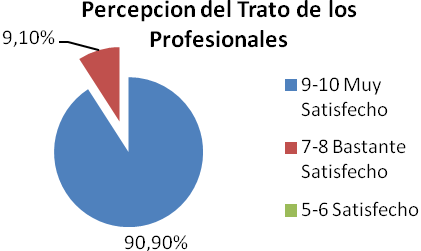 Percepcion del Trato de los
Profesionales
9,10%
9-10 Muy
Satisfecho
7-8 Bastante
Satisfecho
5-6 Satisfecho
90,90%